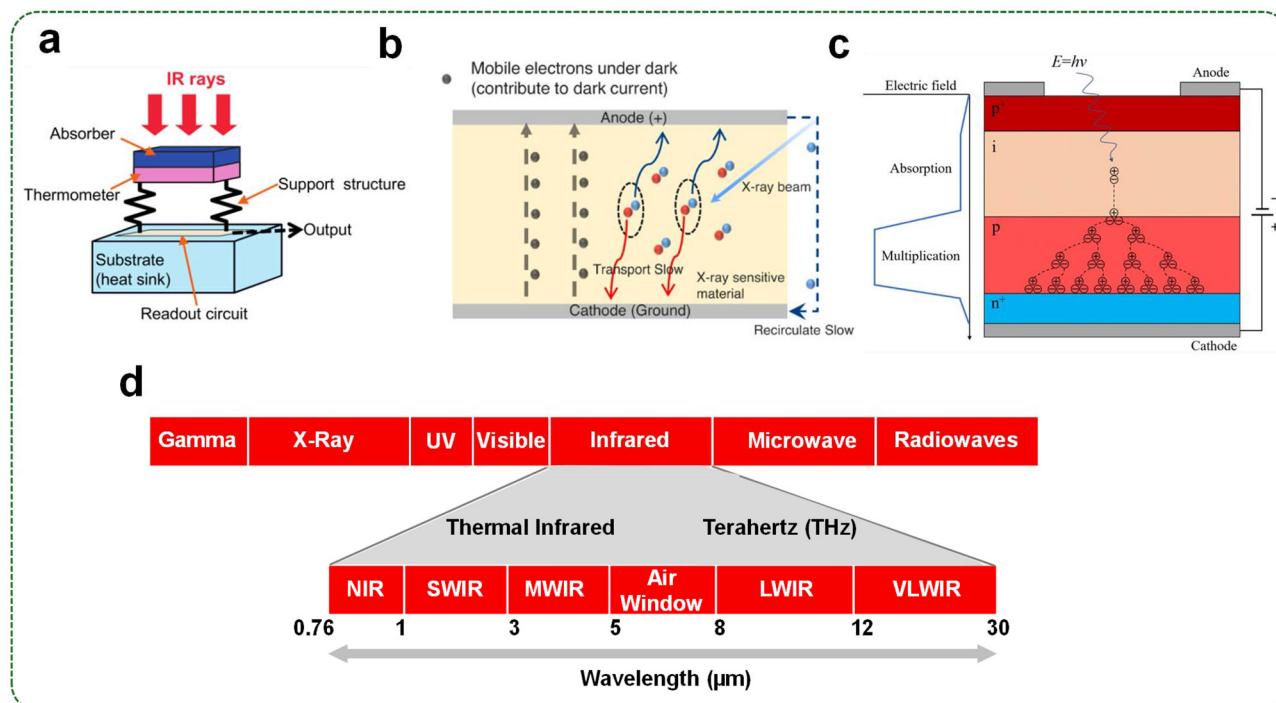 a
IR rays
Absorber
Thermometer
Support structure
Output
Substrate
(heat sink)
Readout circuit
b
Mobile electrons under dark
(contribute to dark current)
Anode (+)
X-ray beam
Transport Slow
X-ray sensitive
material
Cathode (Ground)
Recirculate Slow
c
E=hν
Electric field
Anode
p⁺
i
Absorption
p
Multiplication
n⁺
Cathode
−
+
d
Gamma X-Ray UV Visible Infrared Microwave Radiowaves
Thermal Infrared Terahertz (THz)
NIR SWIR MWIR Air Window LWIR VLWIR
0.76 1 3 5 8 12 30
Wavelength (µm)